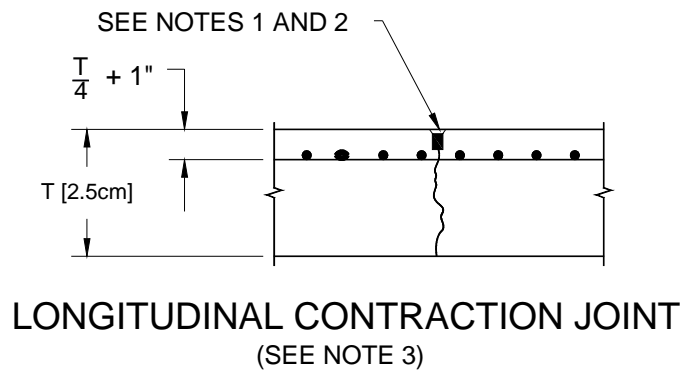 SEE NOTES 1 AND 2
T/4 + 1"
T [2.5cm]
LONGITUDINAL CONTRACTION JOINT
(SEE NOTE 3)